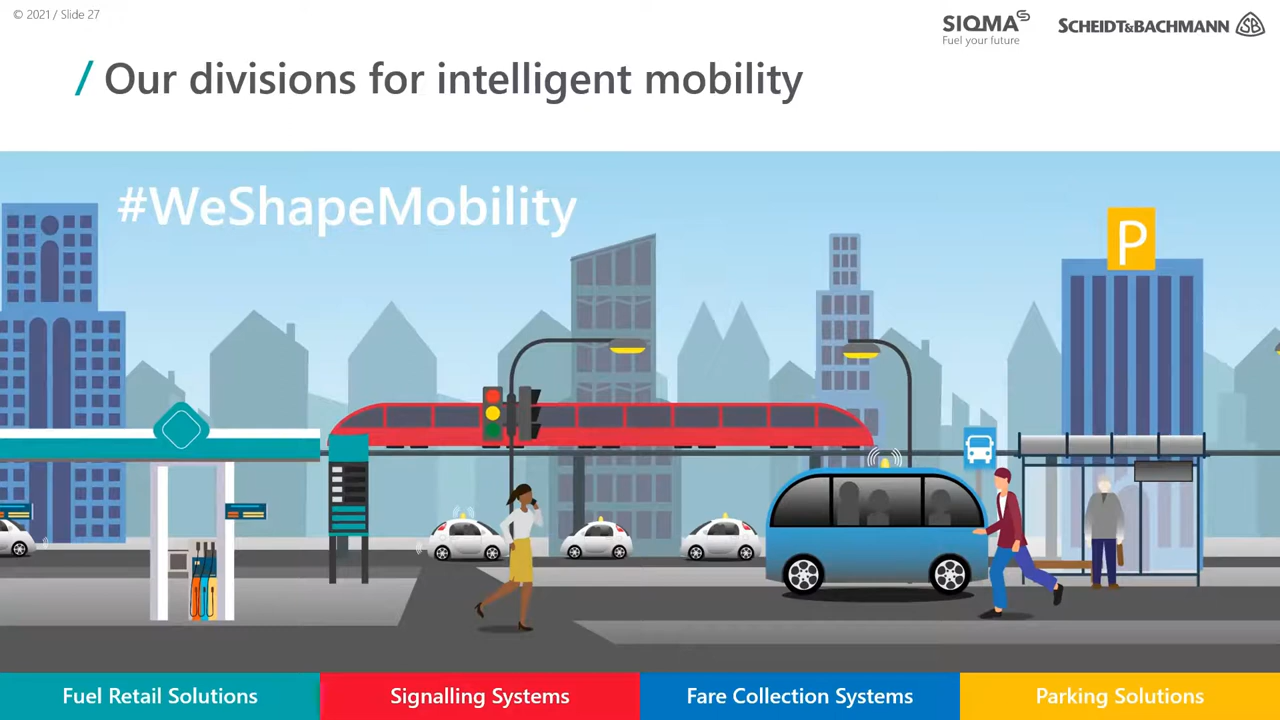 © 2021 / Slide 27
SIQMA
Fuel your future
SCHEIDT&BACHMANN SB
/ Our divisions for intelligent mobility
#WeShapeMobility
P
Fuel Retail Solutions
Signalling Systems
Fare Collection Systems
Parking Solutions